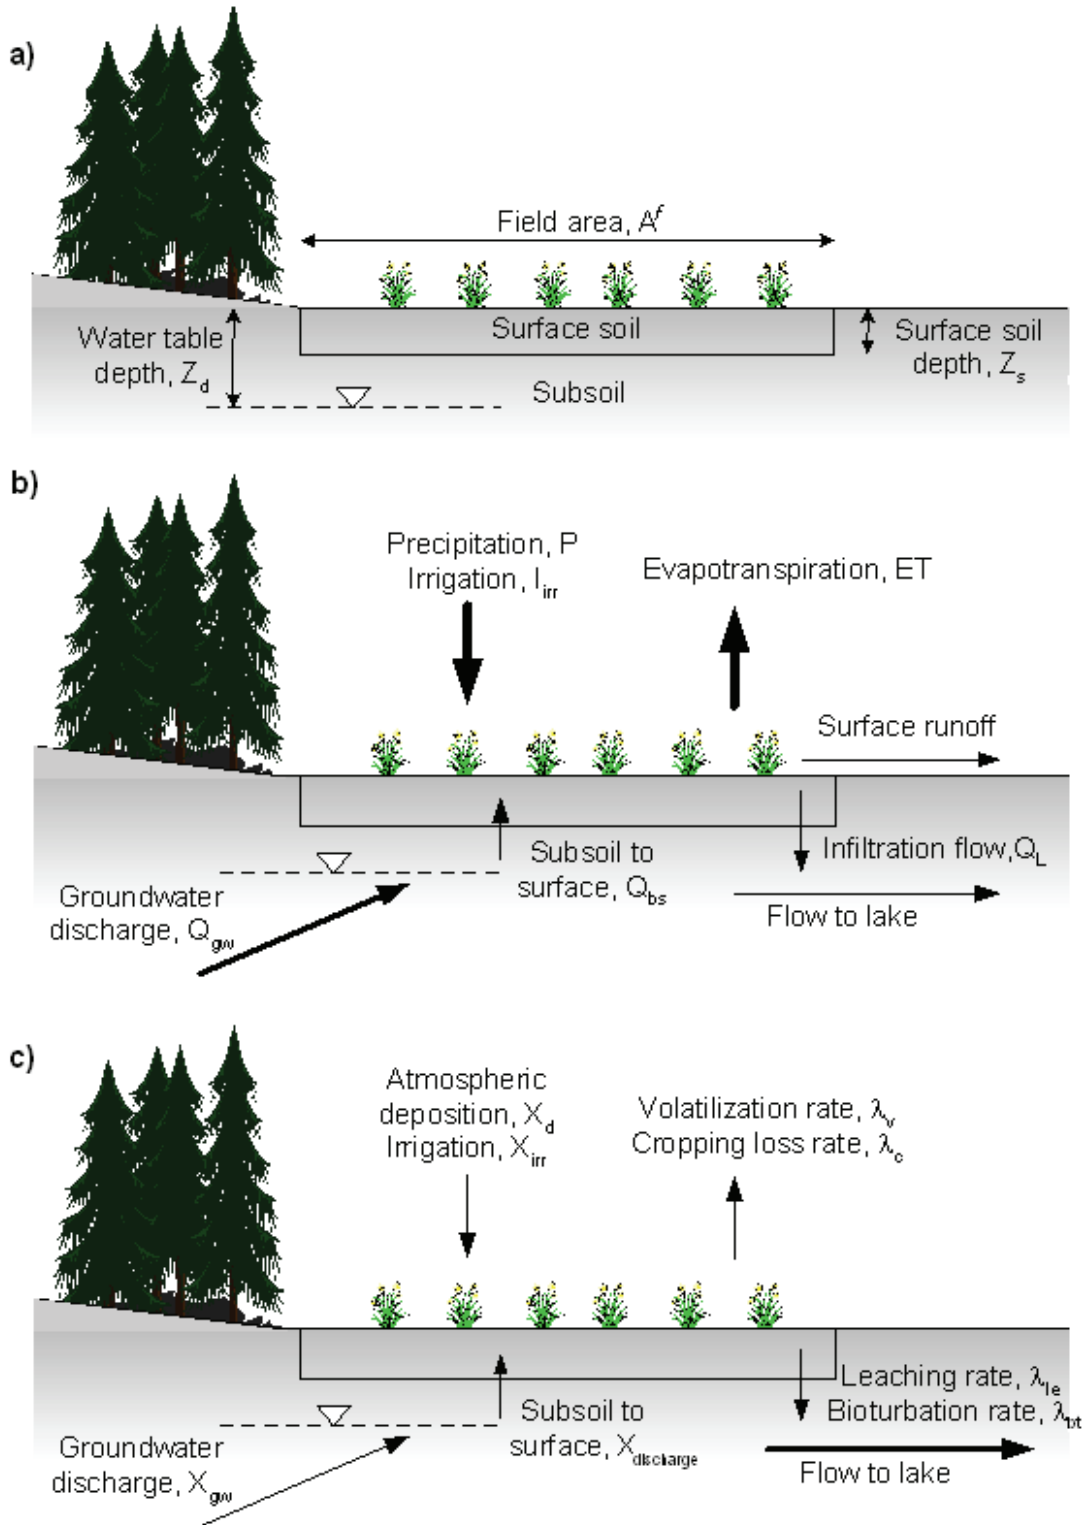 a)
Field area, A^f
Surface soil
Water table
depth, Z_d
Surface soil
depth, Z_s
Subsoil
b)
Precipitation, P
Irrigation, I_irr
Evapotranspiration, ET
Surface runoff
Subsoil to
surface, Q_bs
Infiltration flow,Q_L
Groundwater
discharge, Q_gw
Flow to lake
c)
Atmospheric
deposition, X_d
Irrigation, X_irr
Volatilization rate, λ_v
Cropping loss rate, λ_c
Leaching rate, λ_le
Bioturbation rate, λ_bt
Subsoil to
surface, X_discharge
Groundwater
discharge, X_gw
Flow to lake